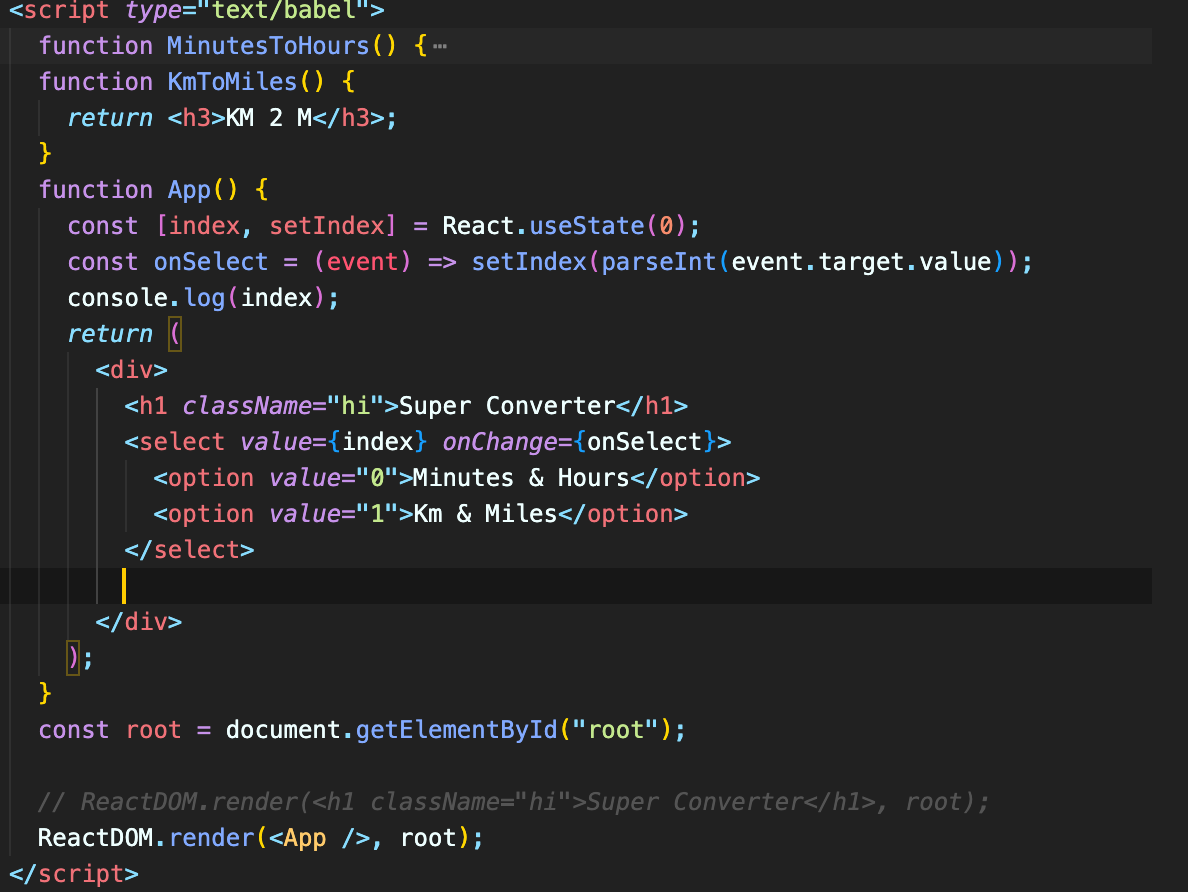 <script type="text/babel">
function MinutesToHours() {⋯
function KmToMiles() {
return <h3>KM 2 M</h3>;
}
function App() {
const [index, setIndex] = React.useState(0);
const onSelect = (event) => setIndex(parseInt(event.target.value));
console.log(index);
return (
<div>
<h1 className="hi">Super Converter</h1>
<select value={index} onChange={onSelect}>
<option value="0">Minutes & Hours</option>
<option value="1">Km & Miles</option>
</select>
</div>
);
}
const root = document.getElementById("root");
// ReactDOM.render(<h1 className="hi">Super Converter</h1>, root);
ReactDOM.render(<App />, root);
</script>